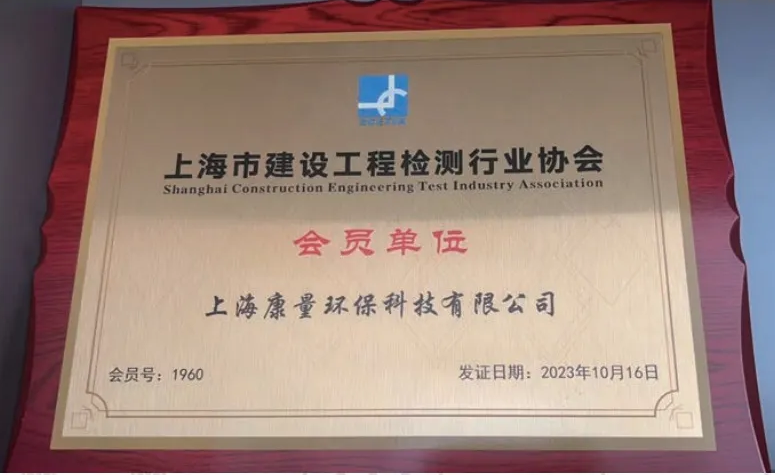 上海市建设工程检测行业协会
Shanghai Construction Engineering Test Industry Association
会员单位
上海康量环保科技有限公司
会员号：1960
发证日期：2023年10月16日